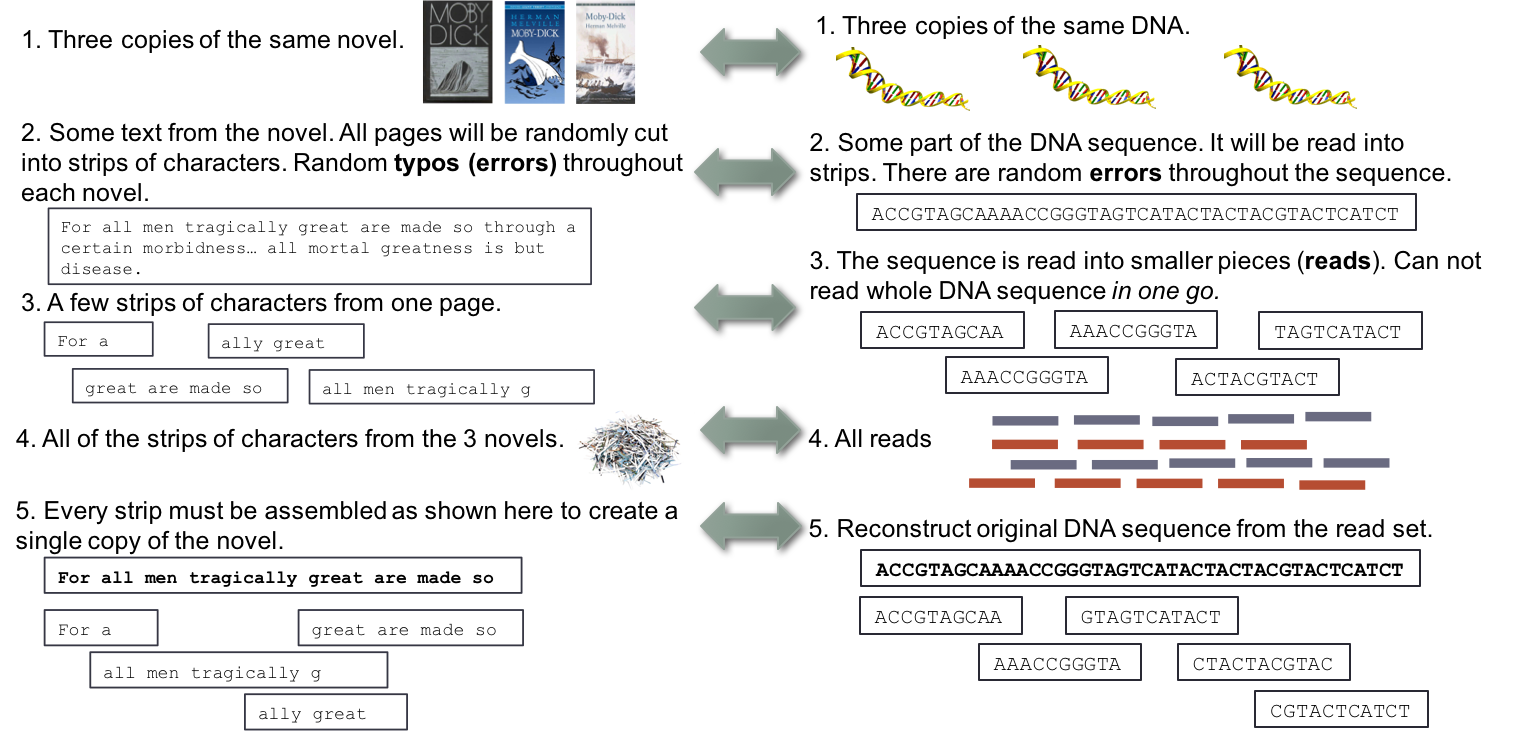 1. Three copies of the same novel.
MOBY
DICK
HERMAN
MELVILLE
MOBY-DICK
Moby-Dick
Herman Melville
2. Some text from the novel. All pages will be randomly cut
into strips of characters. Random typos (errors) throughout
each novel.
For all men tragically great are made so through a
certain morbidness… all mortal greatness is but
disease.
3. A few strips of characters from one page.
For a
ally great
great are made so
all men tragically g
4. All of the strips of characters from the 3 novels.
5. Every strip must be assembled as shown here to create a
single copy of the novel.
For all men tragically great are made so
For a
great are made so
all men tragically g
ally great
1. Three copies of the same DNA.
2. Some part of the DNA sequence. It will be read into
strips. There are random errors throughout the sequence.
ACCGTAGCAAAACCGGGTAGTCATACTACTACGTACTCATCT
3. The sequence is read into smaller pieces (reads). Can not
read whole DNA sequence in one go.
ACCGTAGCAA
AAACCGGGTA
TAGTCATACT
AAACCGGGTA
ACTACGTACT
4. All reads
5. Reconstruct original DNA sequence from the read set.
ACCGTAGCAAAACCGGGTAGTCATACTACTACGTACTCATCT
ACCGTAGCAA
GTAGTCATACT
AAACCGGGTA
CTACTACGTAC
CGTACTCATCT